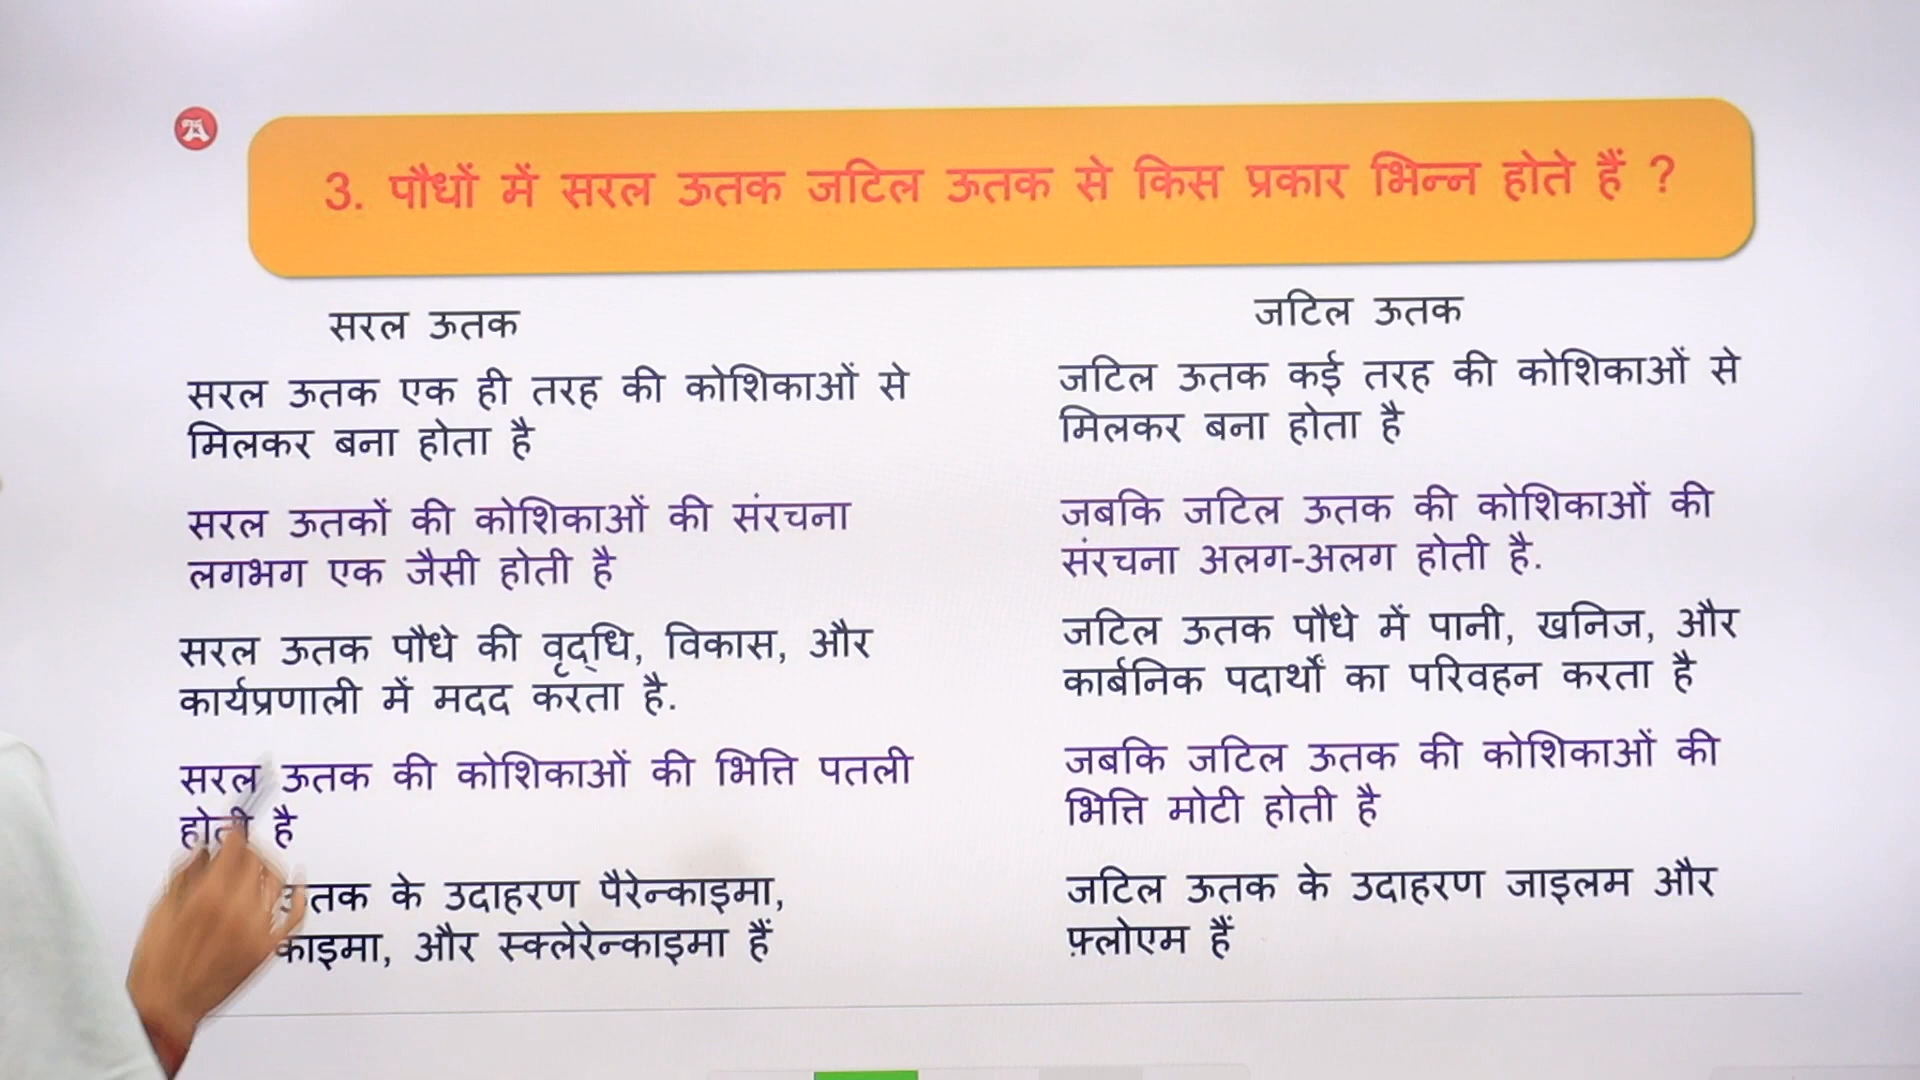 3. पौधों में सरल ऊतक जटिल ऊतक से किस प्रकार भिन्न होते हैं ?
सरल ऊतक
सरल ऊतक एक ही तरह की कोशिकाओं से
मिलकर बना होता है
सरल ऊतकों की कोशिकाओं की संरचना
लगभग एक जैसी होती है
सरल ऊतक पौधे की वृद्धि, विकास, और
कार्यप्रणाली में मदद करता है.
सरल ऊतक की कोशिकाओं की भित्ति पतली
होती है
ऊतक के उदाहरण पैरेन्काइमा,
काइमा, और स्क्लेरेन्काइमा हैं
जटिल ऊतक
जटिल ऊतक कई तरह की कोशिकाओं से
मिलकर बना होता है
जबकि जटिल ऊतक की कोशिकाओं की
संरचना अलग-अलग होती है.
जटिल ऊतक पौधे में पानी, खनिज, और
कार्बनिक पदार्थों का परिवहन करता है
जबकि जटिल ऊतक की कोशिकाओं की
भित्ति मोटी होती है
जटिल ऊतक के उदाहरण जाइलम और
फ़्लोएम हैं